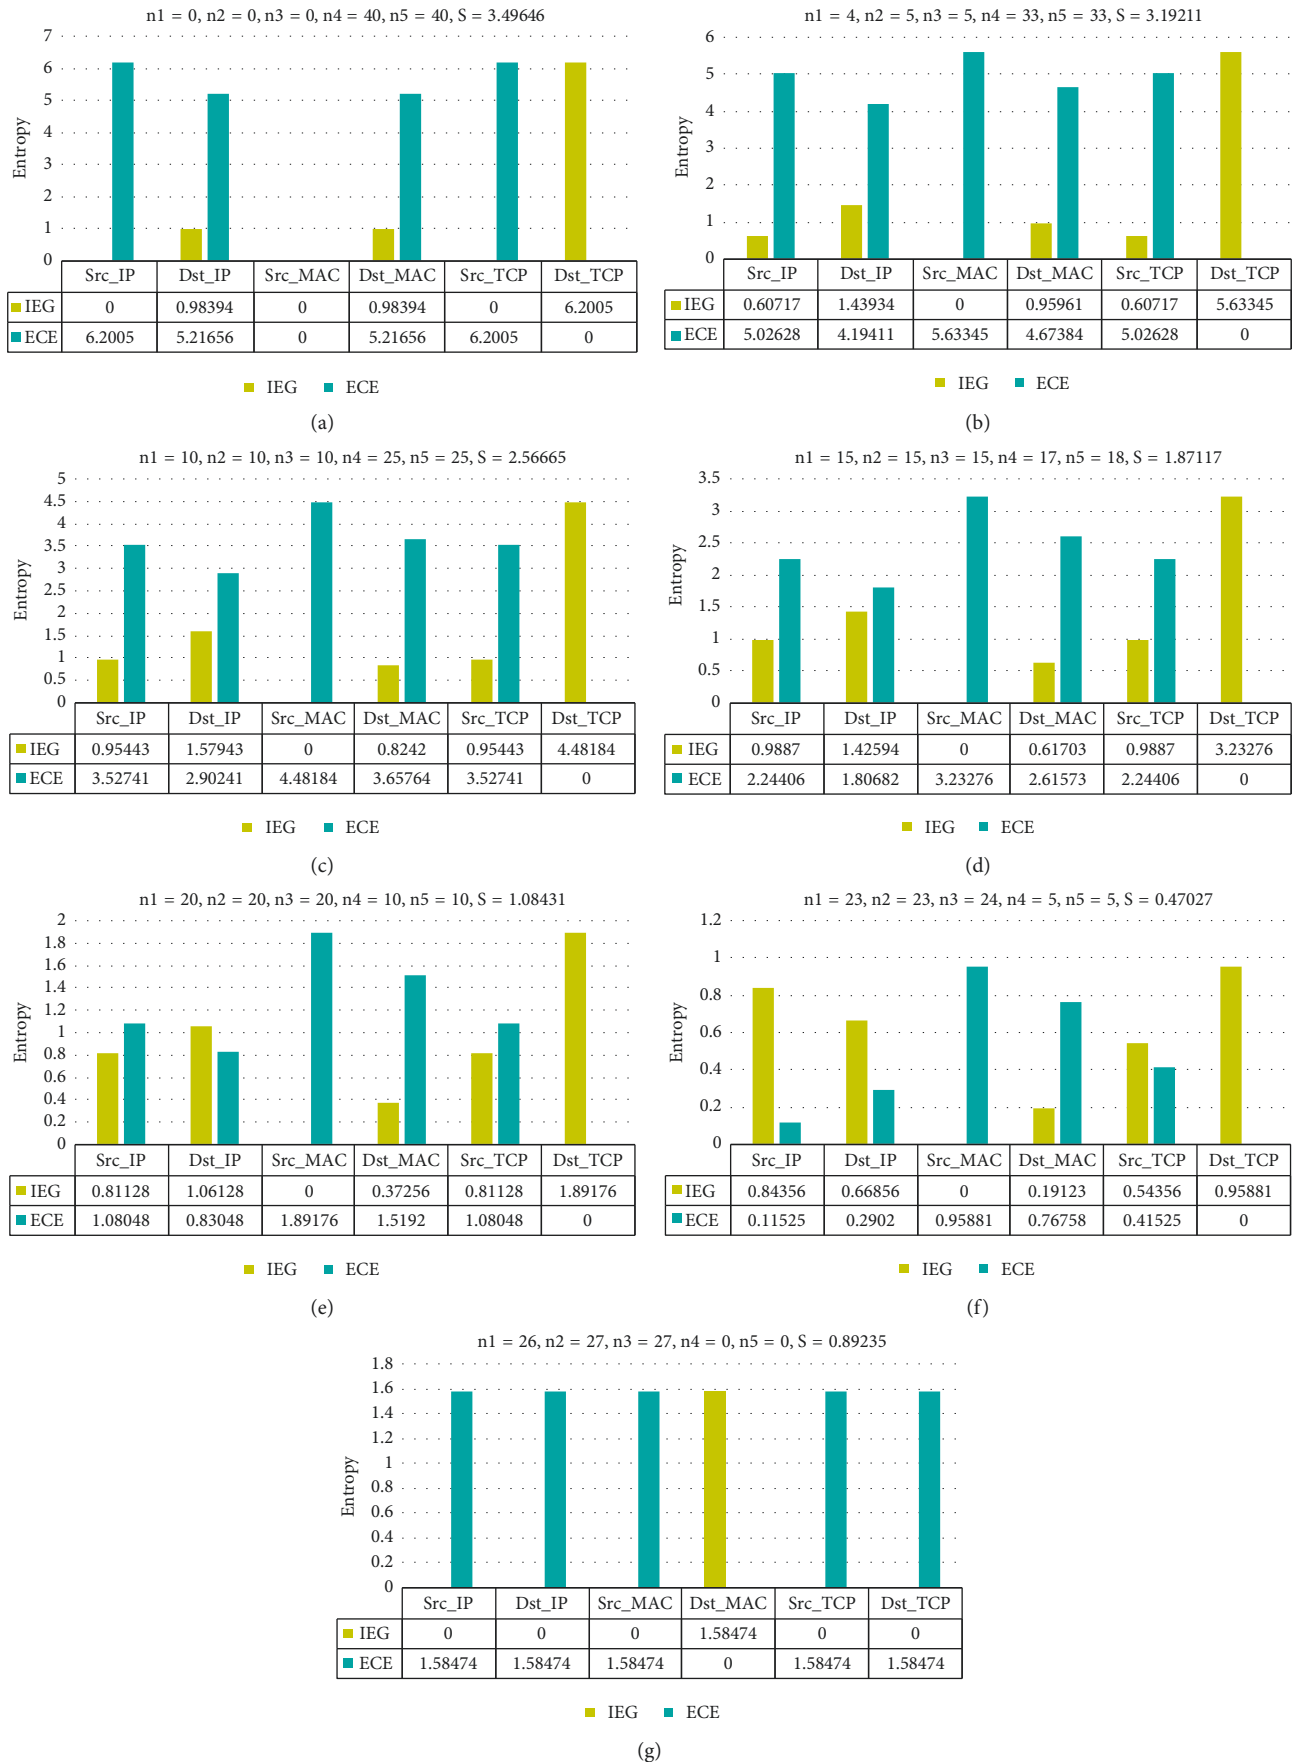 n1 = 0, n2 = 0, n3 = 0, n4 = 40, n5 = 40, S = 3.49646
7
6
5
4
3
2
1
0
Entropy
Src_IP Dst_IP Src_MAC Dst_MAC Src_TCP Dst_TCP
IEG 0 0.98394 0 0.98394 0 6.2005
ECE 6.2005 5.21656 0 5.21656 6.2005 0
IEG ECE
(a)
n1 = 4, n2 = 5, n3 = 5, n4 = 33, n5 = 33, S = 3.19211
6
5
4
3
2
1
0
Entropy
Src_IP Dst_IP Src_MAC Dst_MAC Src_TCP Dst_TCP
IEG 0.60717 1.43934 0 0.95961 0.60717 5.63345
ECE 5.02628 4.19411 5.63345 4.67384 5.02628 0
IEG ECE
(b)
n1 = 10, n2 = 10, n3 = 10, n4 = 25, n5 = 25, S = 2.56665
5
4.5
4
3.5
3
2.5
2
1.5
1
0.5
0
Entropy
Src_IP Dst_IP Src_MAC Dst_MAC Src_TCP Dst_TCP
IEG 0.95443 1.57943 0 0.8242 0.95443 4.48184
ECE 3.52741 2.90241 4.48184 3.65764 3.52741 0
IEG ECE
(c)
n1 = 15, n2 = 15, n3 = 15, n4 = 17, n5 = 18, S = 1.87117
3.5
3
2.5
2
1.5
1
0.5
0
Entropy
Src_IP Dst_IP Src_MAC Dst_MAC Src_TCP Dst_TCP
IEG 0.9887 1.42594 0 0.61703 0.9887 3.23276
ECE 2.24406 1.80682 3.23276 2.61573 2.24406 0
IEG ECE
(d)
n1 = 20, n2 = 20, n3 = 20, n4 = 10, n5 = 10, S = 1.08431
2
1.8
1.6
1.4
1.2
1
0.8
0.6
0.4
0.2
0
Entropy
Src_IP Dst_IP Src_MAC Dst_MAC Src_TCP Dst_TCP
IEG 0.81128 1.06128 0 0.37256 0.81128 1.89176
ECE 1.08048 0.83048 1.89176 1.5192 1.08048 0
IEG ECE
(e)
n1 = 23, n2 = 23, n3 = 24, n4 = 5, n5 = 5, S = 0.47027
1.2
1
0.8
0.6
0.4
0.2
0
Entropy
Src_IP Dst_IP Src_MAC Dst_MAC Src_TCP Dst_TCP
IEG 0.84356 0.66856 0 0.19123 0.54356 0.95881
ECE 0.11525 0.2902 0.95881 0.76758 0.41525 0
IEG ECE
(f)
n1 = 26, n2 = 27, n3 = 27, n4 = 0, n5 = 0, S = 0.89235
1.8
1.6
1.4
1.2
1
0.8
0.6
0.4
0.2
0
Entropy
Src_IP Dst_IP Src_MAC Dst_MAC Src_TCP Dst_TCP
IEG 0 0 0 1.58474 0 0
ECE 1.58474 1.58474 1.58474 0 1.58474 1.58474
IEG ECE
(g)